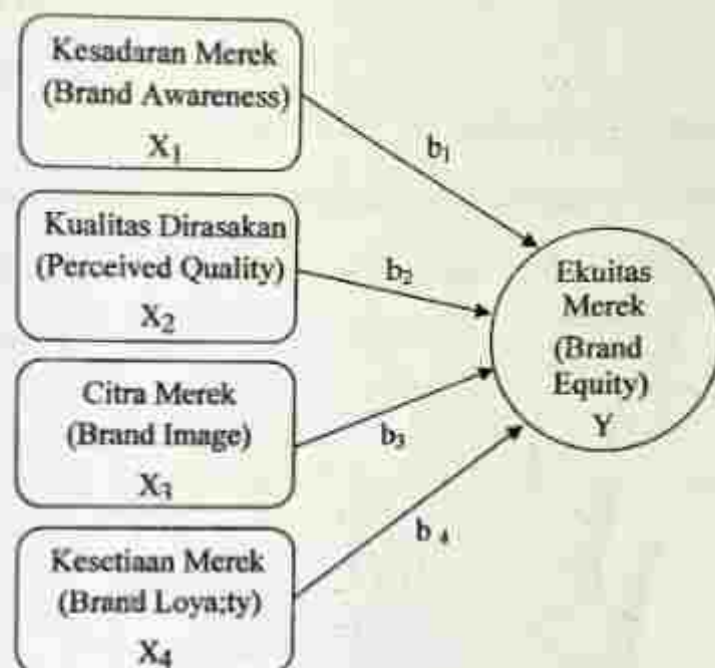 Kesadaran Merek
(Brand Awareness)
X₁
b₁
Kualitas Dirasakan
(Perceived Quality)
X₂
b₂
Citra Merek
(Brand Image)
X₃
b₃
Kesetiaan Merek
(Brand Loya;ty)
X₄
b ₄
Ekuitas
Merek
(Brand
Equity)
Y